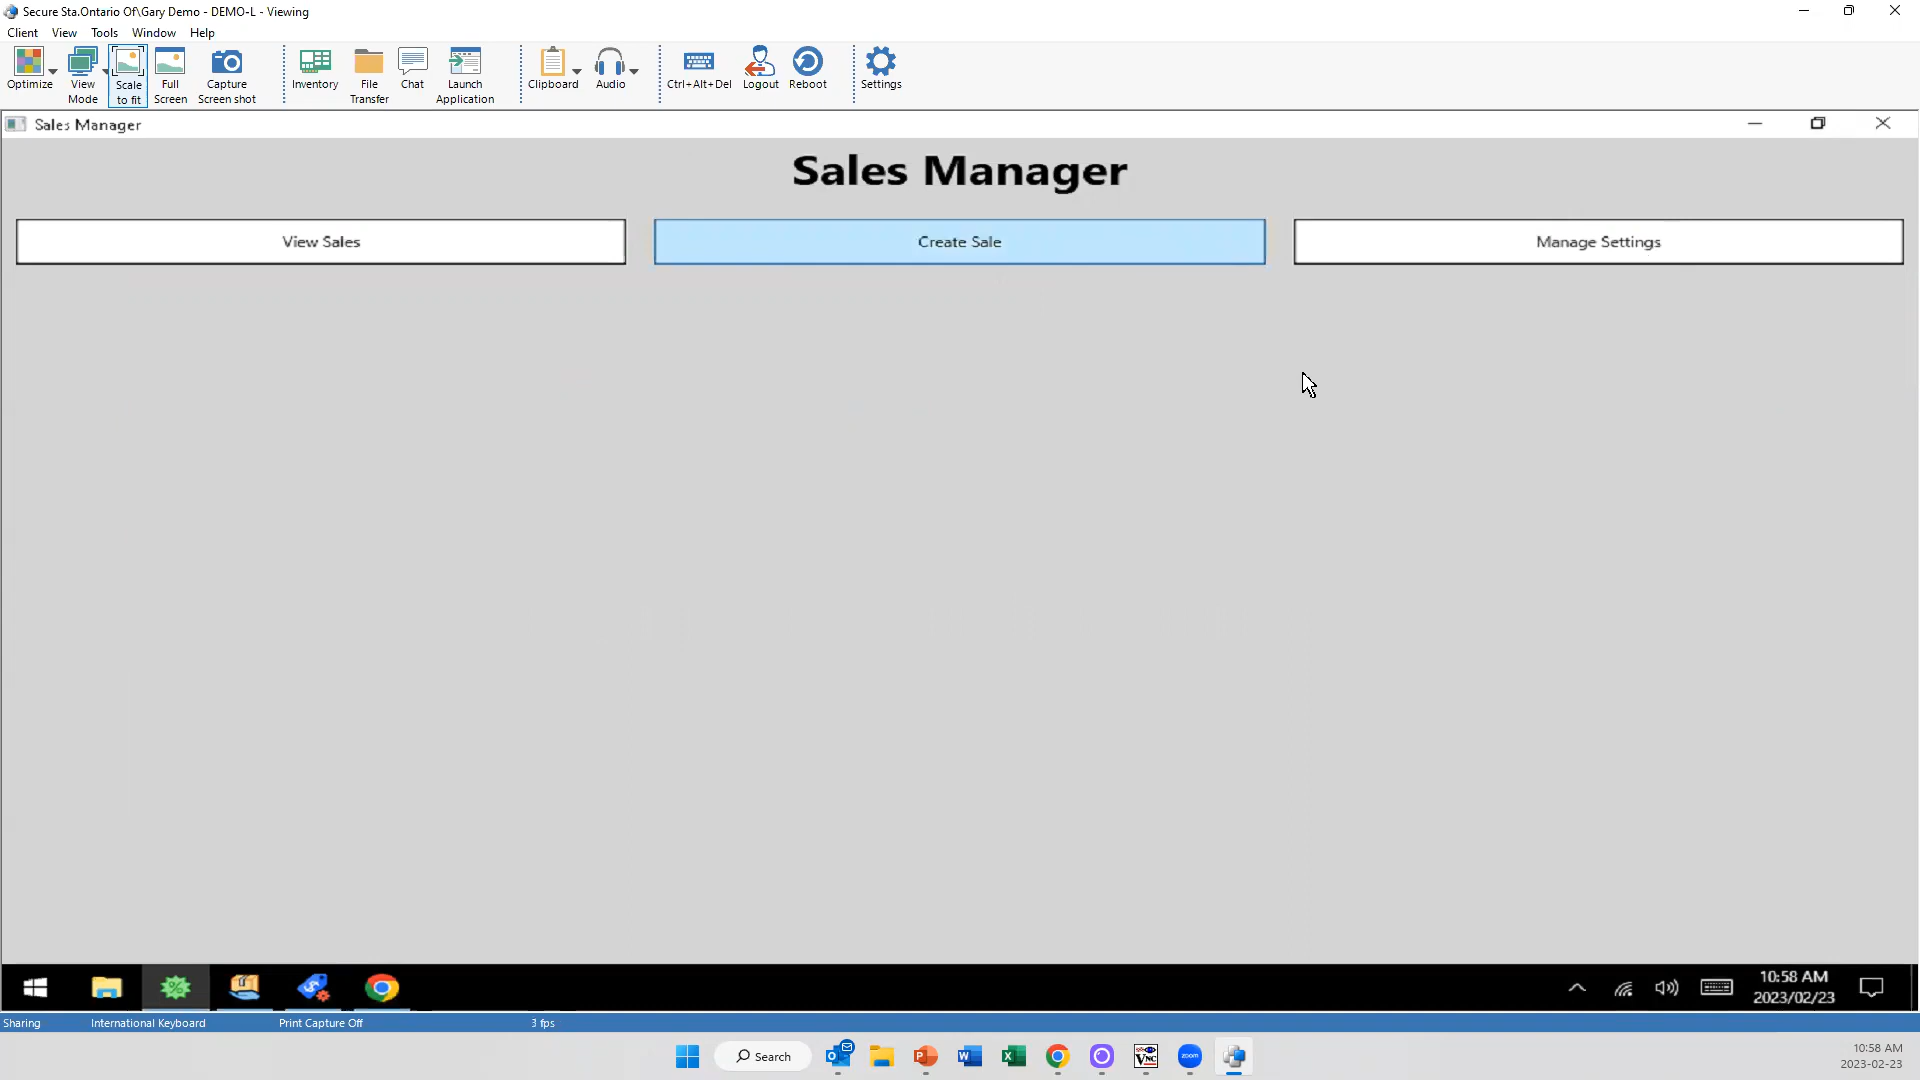 Secure Sta.Ontario Of\Gary Demo - DEMO-L - Viewing
Client View Tools Window Help
Optimize
View Mode
Scale to fit
Full Screen
Capture Screen shot
Inventory
File Transfer
Chat
Launch Application
Clipboard
Audio
Ctrl+Alt+Del
Logout
Reboot
Settings
Sales Manager
Sales Manager
View Sales
Create Sale
Manage Settings
10:58 AM
2023/02/23
Sharing International Keyboard Print Capture Off 3 fps
Search
VNC
zoom
10:58 AM
2023-02-23